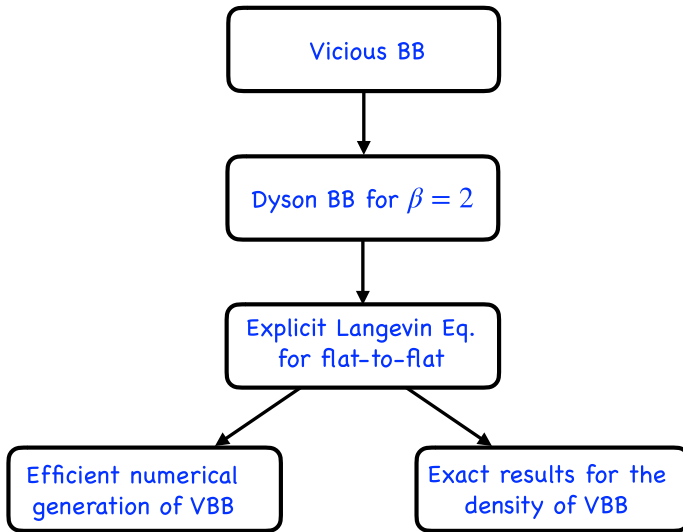 Vicious BB
Dyson BB for β = 2
Explicit Langevin Eq.
for flat-to-flat
Efficient numerical
generation of VBB
Exact results for the
density of VBB